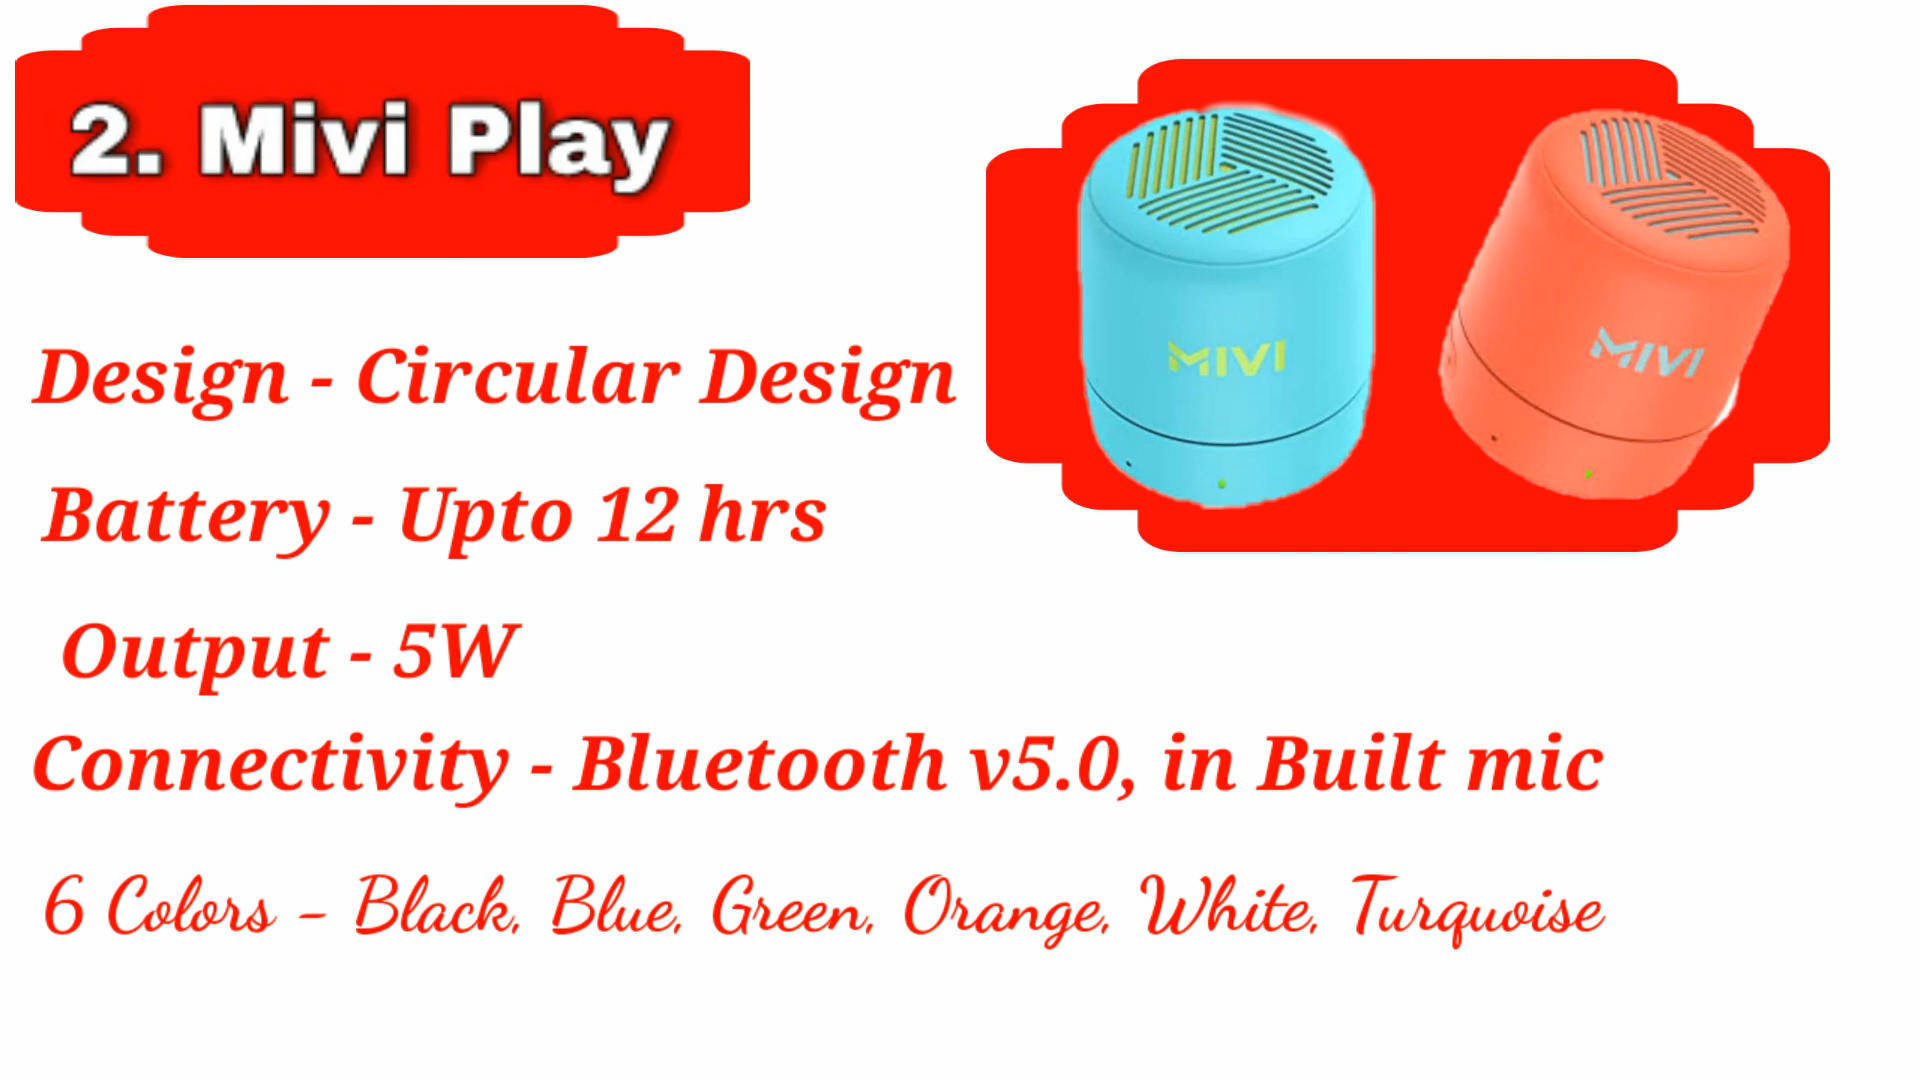 2. Mivi Play
MIVI
MIVI
Design - Circular Design
Battery - Upto 12 hrs
Output - 5W
Connectivity - Bluetooth v5.0, in Built mic
6 Colors - Black, Blue, Green, Orange, White, Turquoise